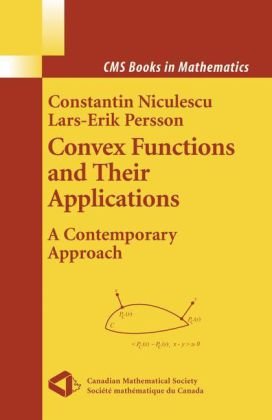 CMS Books in Mathematics
Constantin Niculescu
Lars-Erik Persson
Convex Functions
and Their
Applications
A Contemporary
Approach
x
y
C
Canadian Mathematical Society
Société mathématique du Canada